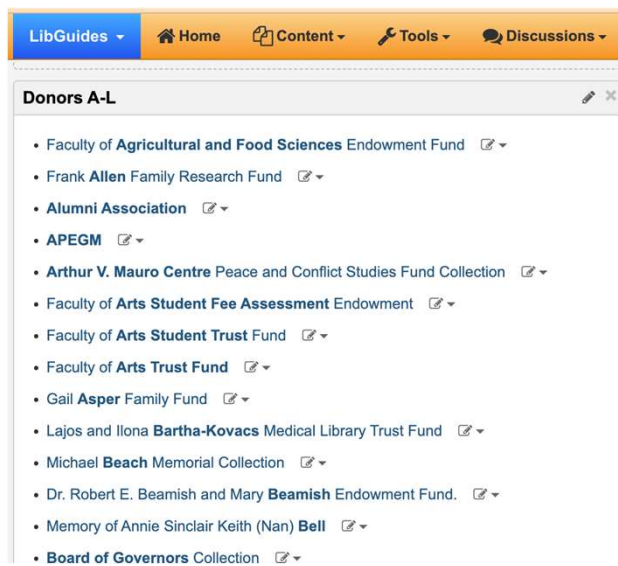 LibGuides Home Content Tools Discussions
Donors A-L
Faculty of Agricultural and Food Sciences Endowment Fund
Frank Allen Family Research Fund
Alumni Association
APEGM
Arthur V. Mauro Centre Peace and Conflict Studies Fund Collection
Faculty of Arts Student Fee Assessment Endowment
Faculty of Arts Student Trust Fund
Faculty of Arts Trust Fund
Gail Asper Family Fund
Lajos and Ilona Bartha-Kovacs Medical Library Trust Fund
Michael Beach Memorial Collection
Dr. Robert E. Beamish and Mary Beamish Endowment Fund.
Memory of Annie Sinclair Keith (Nan) Bell
Board of Governors Collection